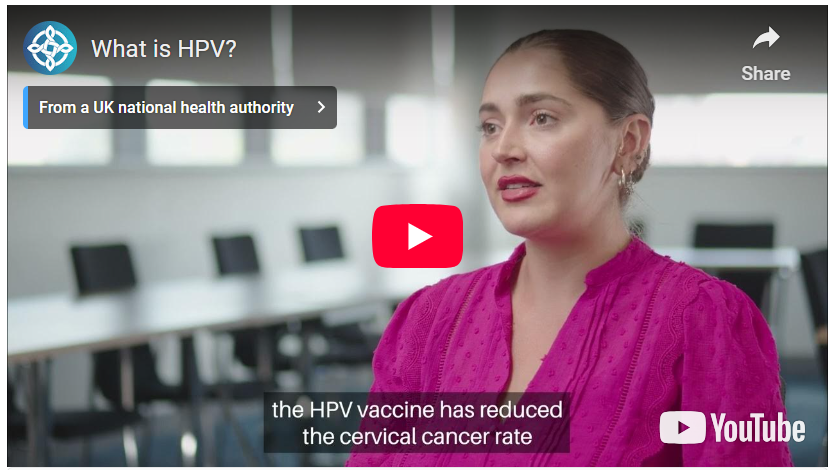 What is HPV?
Share
From a UK national health authority
the HPV vaccine has reduced
the cervical cancer rate
YouTube